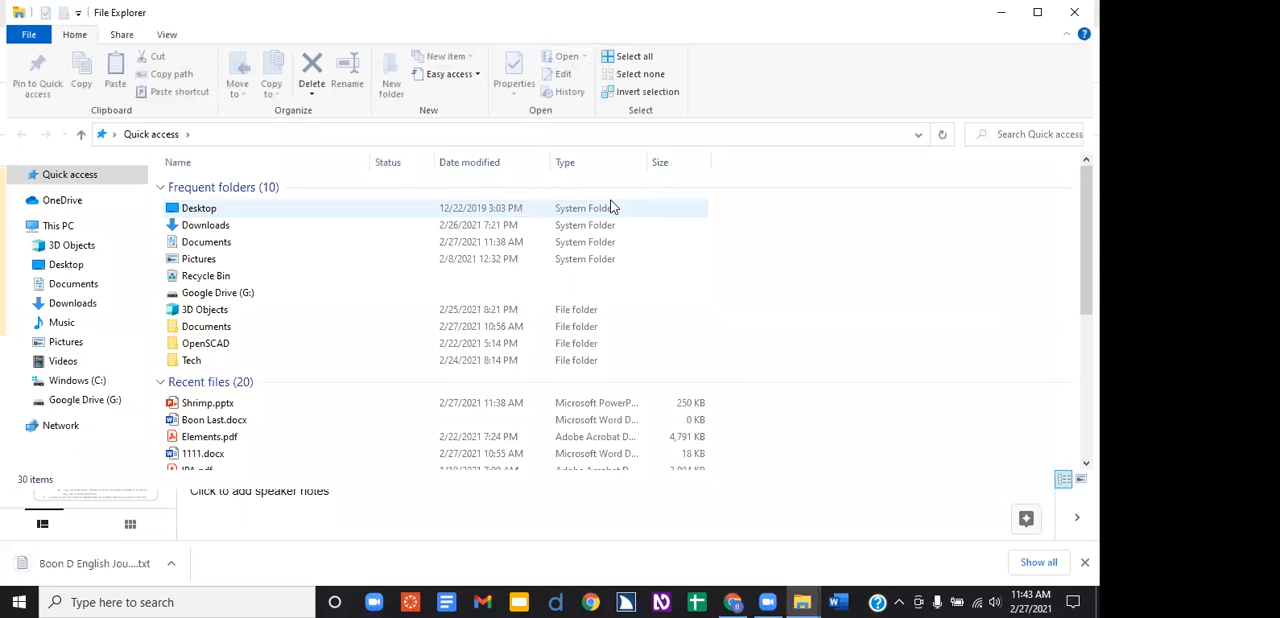 File Explorer
File Home Share View
Pin to Quick access
Copy
Paste
Cut
Copy path
Paste shortcut
Clipboard
Move to
Copy to
Delete
Rename
Organize
New folder
New item
Easy access
New
Properties
Open
Edit
History
Open
Select all
Select none
Invert selection
Select
Quick access
Search Quick access
Quick access
OneDrive
This PC
3D Objects
Desktop
Documents
Downloads
Music
Pictures
Videos
Windows (C:)
Google Drive (G:)
Network
Name Status Date modified Type Size
Frequent folders (10)
Desktop 12/22/2019 3:03 PM System Fold
Downloads 2/26/2021 7:21 PM System Folder
Documents 2/27/2021 11:38 AM System Folder
Pictures 2/8/2021 12:32 PM System Folder
Recycle Bin
Google Drive (G:)
3D Objects 2/25/2021 8:21 PM File folder
Documents 2/27/2021 10:56 AM File folder
OpenSCAD 2/22/2021 5:14 PM File folder
Tech 2/24/2021 8:14 PM File folder
Recent files (20)
Shrimp.pptx 2/27/2021 11:38 AM Microsoft PowerP... 250 KB
Boon Last.docx Microsoft Word D... 0 KB
Elements.pdf 2/22/2021 7:24 PM Adobe Acrobat D... 4,791 KB
1111.docx 2/27/2021 10:55 AM Microsoft Word D... 18 KB
30 items
Click to add speaker notes
Boon D English Jou....txt
Show all
Type here to search
11:43 AM
2/27/2021